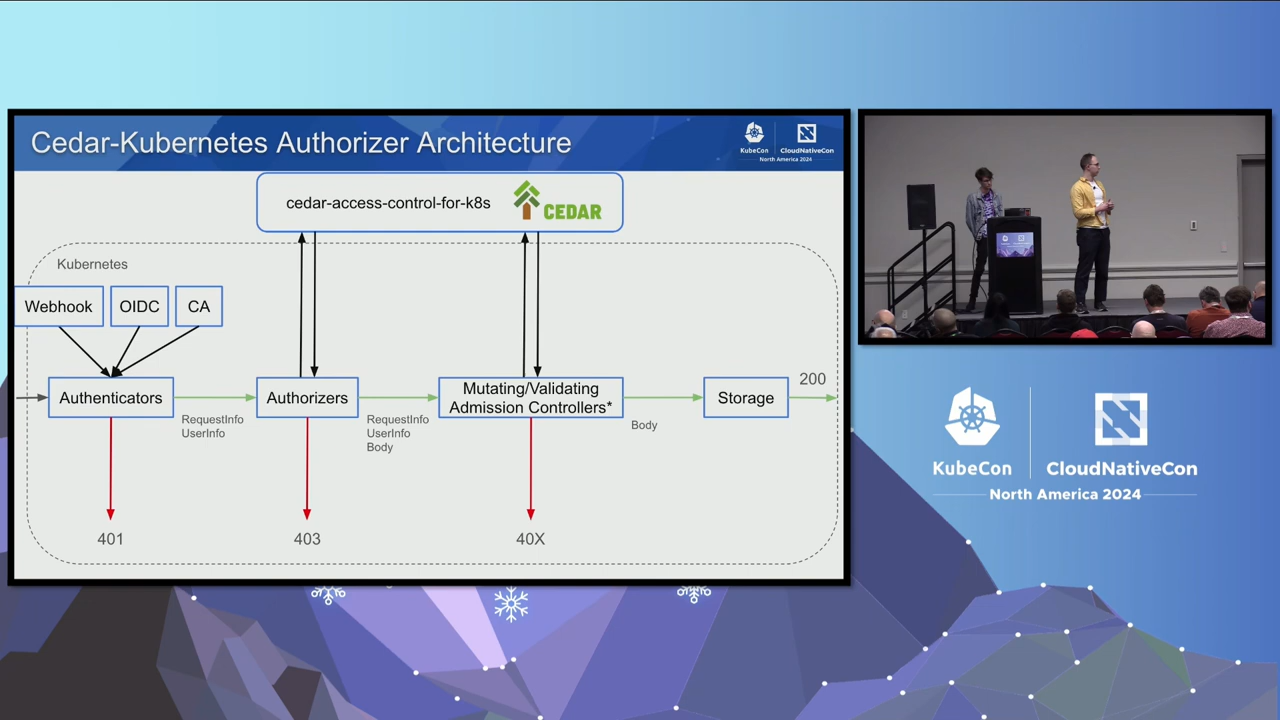 Cedar-Kubernetes Authorizer Architecture
KubeCon
CloudNativeCon
North America 2024
cedar-access-control-for-k8s
CEDAR
Kubernetes
Webhook
OIDC
CA
Authenticators
RequestInfo
UserInfo
Authorizers
RequestInfo
UserInfo
Body
Mutating/Validating
Admission Controllers*
Body
Storage
200
401
403
40X
KubeCon
CloudNativeCon
North America 2024